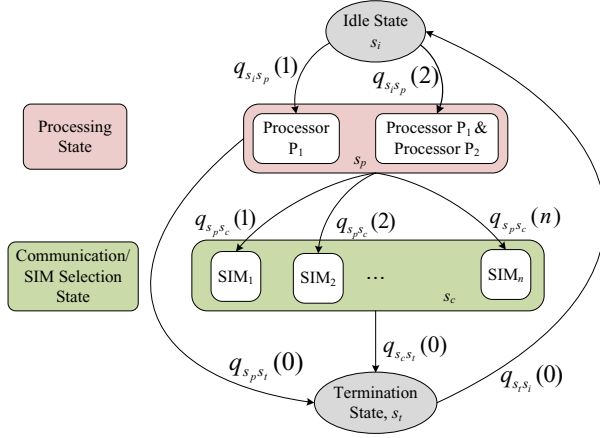 Idle State
s_i
q_{s_i s_p}(1)
q_{s_i s_p}(2)
Processing
State
Processor
P_1
Processor P_1 &
Processor P_2
s_p
q_{s_p s_c}(1)
q_{s_p s_c}(2)
q_{s_p s_c}(n)
Communication/
SIM Selection
State
SIM_1
SIM_2
...
SIM_n
s_c
q_{s_p s_t}(0)
q_{s_c s_t}(0)
q_{s_t s_i}(0)
Termination
State, s_t